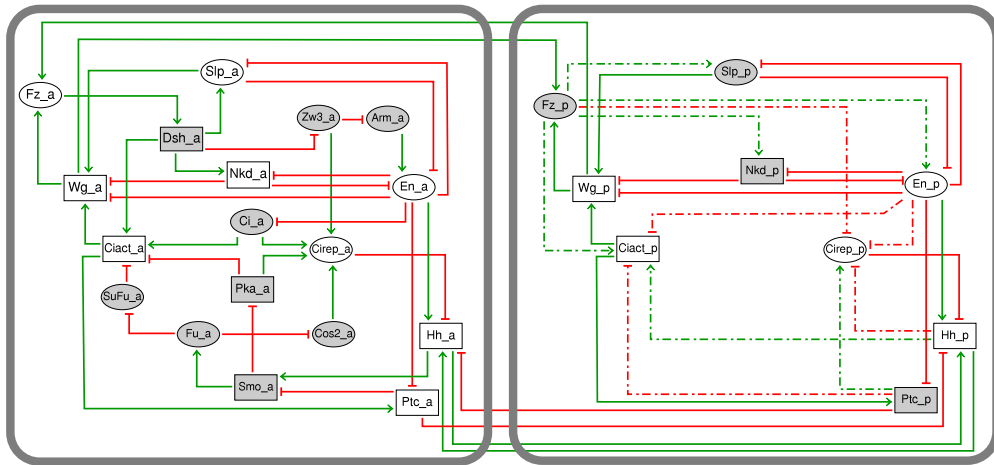 Slp_a
Fz_a
Zw3_a
Arm_a
Dsh_a
Nkd_a
Wg_a
En_a
Ci_a
Ciact_a
Cirep_a
Pka_a
SuFu_a
Fu_a
Cos2_a
Hh_a
Smo_a
Ptc_a
Slp_p
Fz_p
Nkd_p
Wg_p
En_p
Ciact_p
Cirep_p
Hh_p
Ptc_p